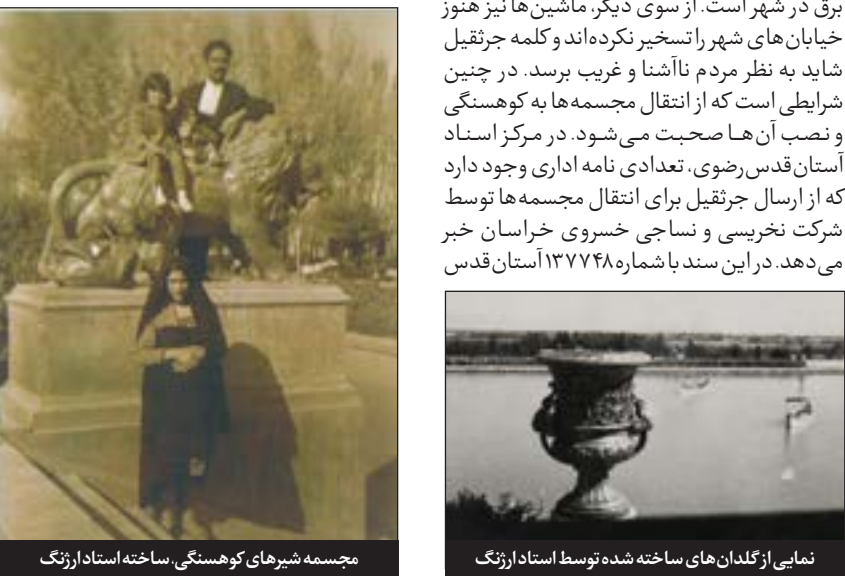 برق در شهر است. از سوی دیگر، ماشین‌ها نیز هنوز
خیابان‌های شهر را تسخیر نکرده‌اند و کلمه جرثقیل
شاید به نظر مردم ناآشنا و غریب برسد. در چنین
شرایطی است که از انتقال مجسمه‌ها به کوهسنگی
و نصب آن‌ها صحبت می‌شود. در مرکز اسناد
آستان‌قدس‌رضوی، تعدادی نامه اداری وجود دارد
که از ارسال جرثقیل برای انتقال مجسمه‌ها توسط
شرکت نخریسی و نساجی خسروی خراسان خبر
می‌دهد. در این سند با شماره ۱۳۷۷۴۸ آستان قدس
نمایی از گلدان‌های ساخته شده توسط استاد ارژنگ
مجسمه شیرهای کوهسنگی، ساخته استاد ارژنگ